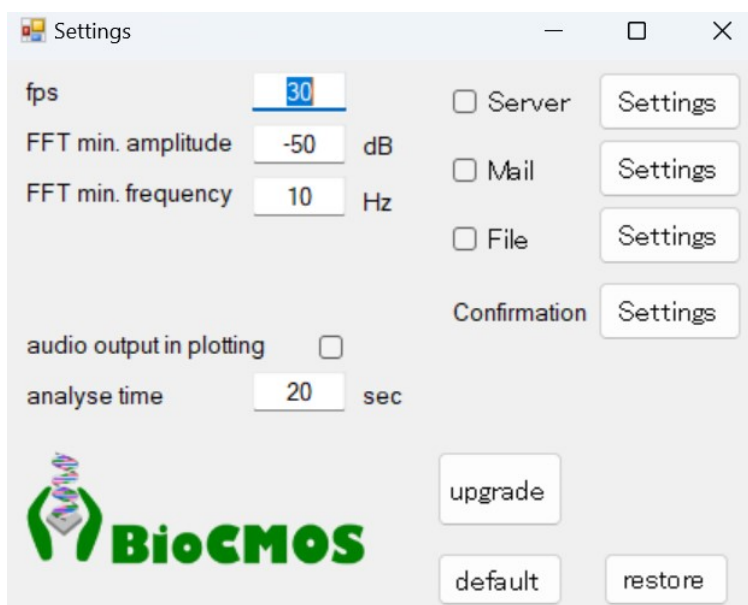 Settings
fps 30
FFT min. amplitude -50 dB
FFT min. frequency 10 Hz
audio output in plotting
analyse time 20 sec
Server Settings
Mail Settings
File Settings
Confirmation Settings
BioCMOS
upgrade
default restore